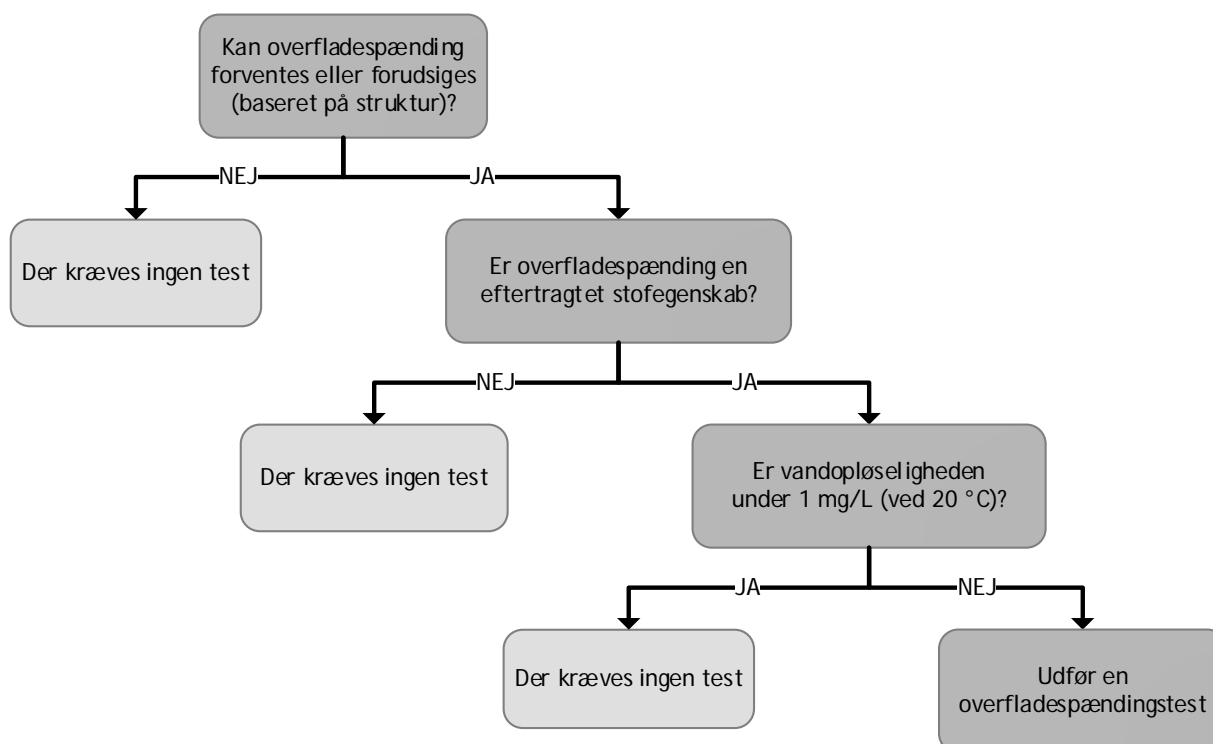 Kan overfladespænding
forventes eller forudsiges
(baseret på struktur)?
NEJ
JA
Der kræves ingen test
Er overfladespænding en
eftertragtet stofegenskab?
NEJ
JA
Der kræves ingen test
Er vandopløseligheden
under 1 mg/L (ved 20 °C)?
JA
NEJ
Der kræves ingen test
Udfør en
overfladespændingstest